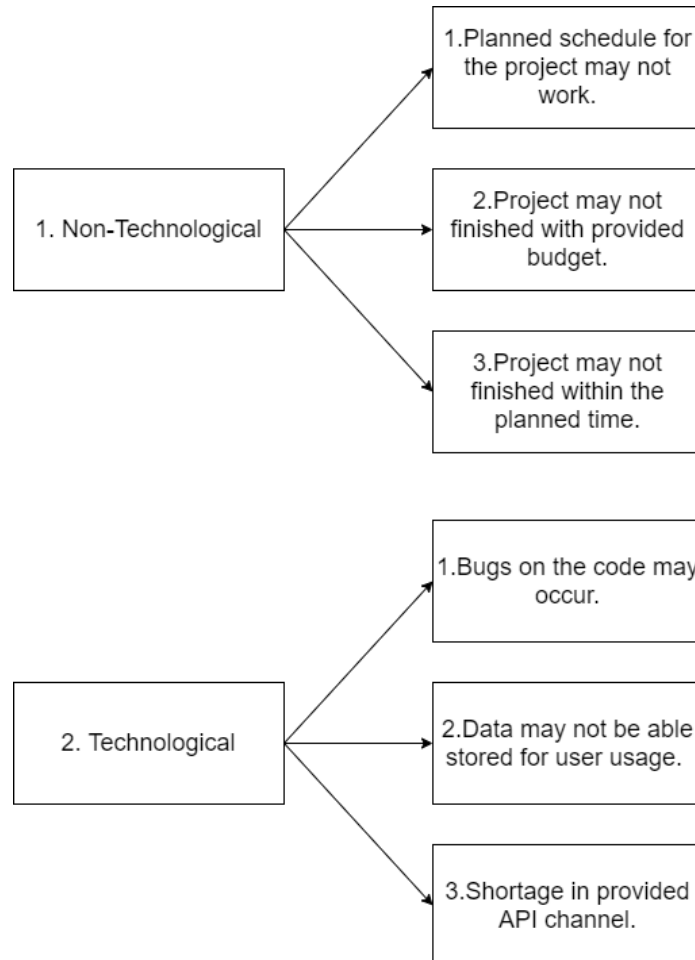 1.Planned schedule for
the project may not
work.
1. Non-Technological
2.Project may not
finished with provided
budget.
3.Project may not
finished within the
planned time.
1.Bugs on the code may
occur.
2. Technological
2.Data may not be able
stored for user usage.
3.Shortage in provided
API channel.